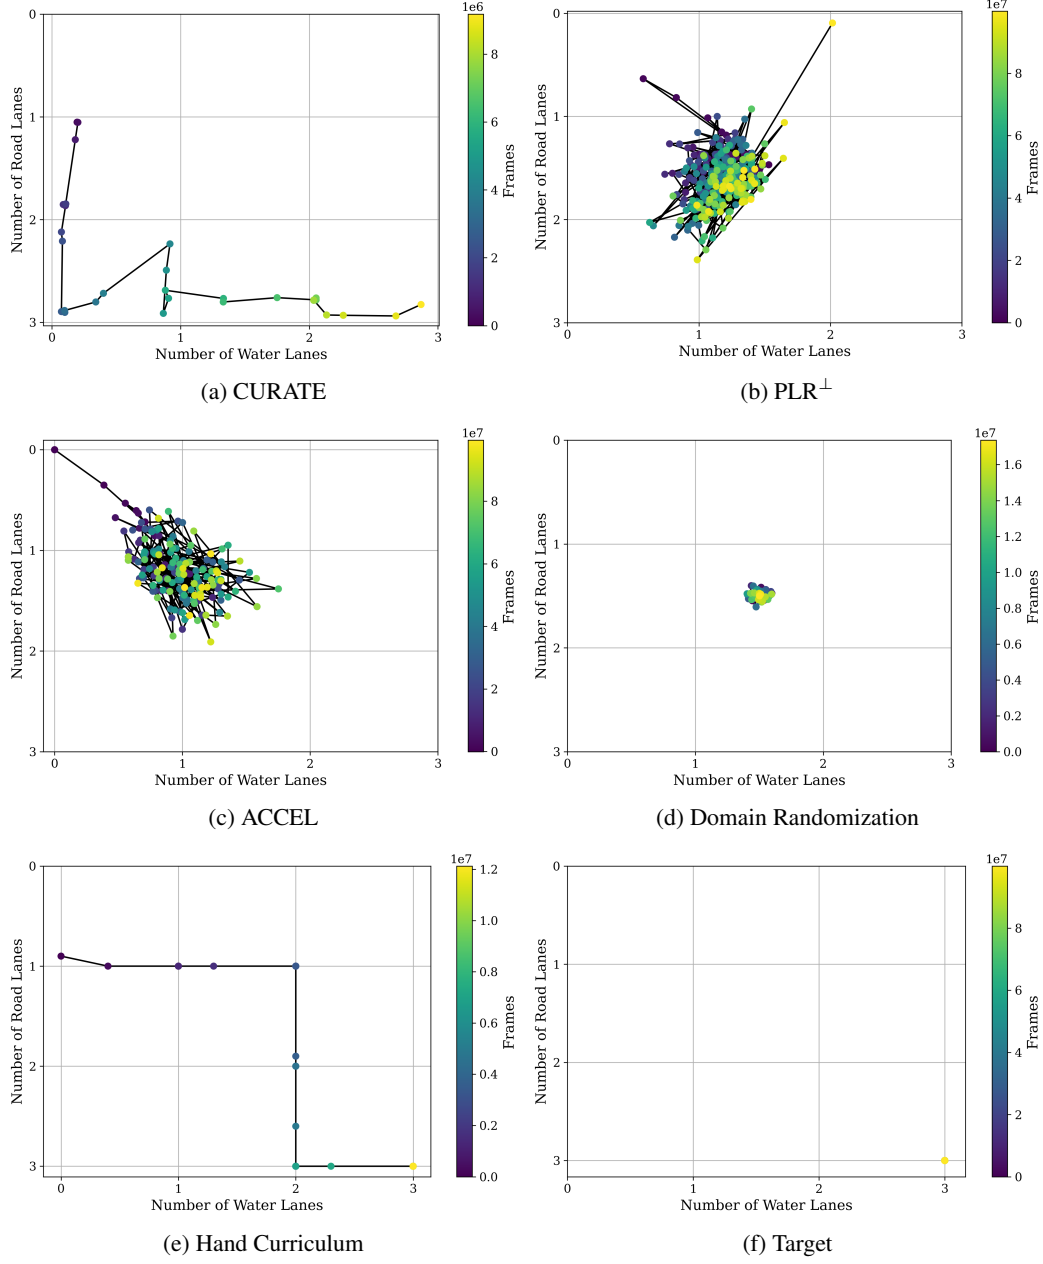 1e6
0
1
2
3
Number of Road Lanes
0
1
2
3
Number of Water Lanes
8
6
4
2
0
Frames
(a) CURATE
1e7
0
1
2
3
Number of Road Lanes
0
1
2
3
Number of Water Lanes
8
6
4
2
0
Frames
(b) PLR⊥
1e7
0
1
2
3
Number of Road Lanes
0
1
2
3
Number of Water Lanes
8
6
4
2
0
Frames
(c) ACCEL
1e7
0
1
2
3
Number of Road Lanes
0
1
2
3
Number of Water Lanes
1.6
1.4
1.2
1.0
0.8
0.6
0.4
0.2
0.0
Frames
(d) Domain Randomization
1e7
0
1
2
3
Number of Road Lanes
0
1
2
3
Number of Water Lanes
1.2
1.0
0.8
0.6
0.4
0.2
0.0
Frames
(e) Hand Curriculum
1e7
0
1
2
3
Number of Road Lanes
0
1
2
3
Number of Water Lanes
8
6
4
2
0
Frames
(f) Target